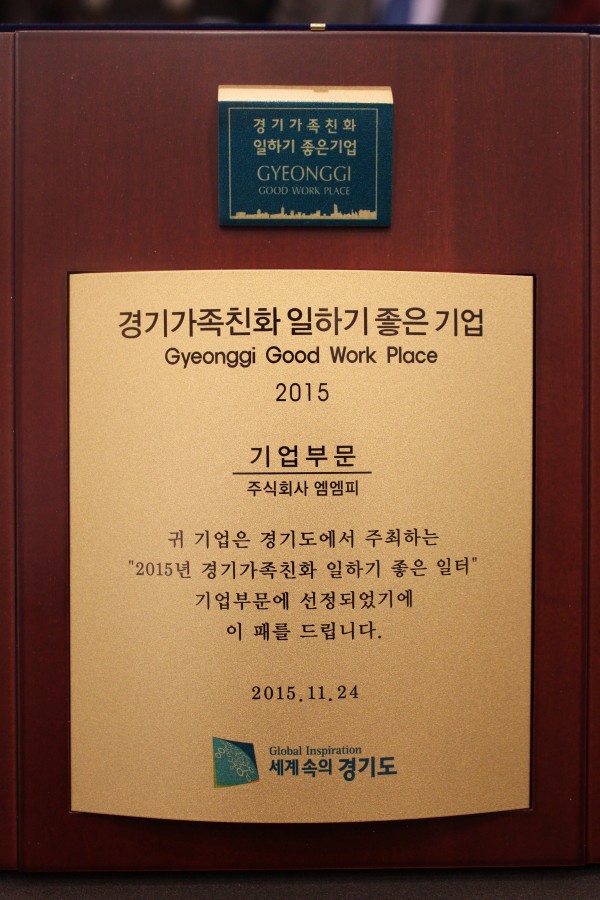 경기가족친화
일하기 좋은기업
GYEONGGI
GOOD WORK PLACE
경기가족친화 일하기 좋은 기업
Gyeonggi Good Work Place
2015
기업부문
주식회사 엠엠피
귀 기업은 경기도에서 주최하는
"2015년 경기가족친화 일하기 좋은 일터"
기업부문에 선정되었기에
이 패를 드립니다.
2015.11.24
Global Inspiration
세계 속의 경기도